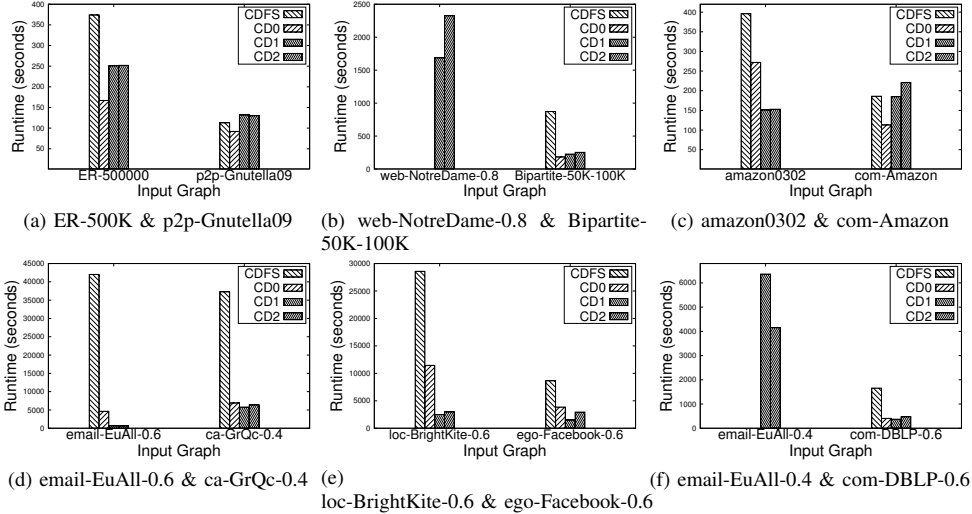 400
350
300
250
200
150
100
50
Runtime (seconds)
CDFS
CD0
CD1
CD2
ER-500000 p2p-Gnutella09
Input Graph
(a) ER-500K & p2p-Gnutella09
2500
2000
1500
1000
500
0
Runtime (seconds)
CDFS
CD0
CD1
CD2
web-NotreDame-0.8 Bipartite-50K-100K
Input Graph
(b) web-NotreDame-0.8 & Bipartite-
50K-100K
400
350
300
250
200
150
100
50
Runtime (seconds)
CDFS
CD0
CD1
CD2
amazon0302 com-Amazon
Input Graph
(c) amazon0302 & com-Amazon
45000
40000
35000
30000
25000
20000
15000
10000
5000
0
Runtime (seconds)
CDFS
CD0
CD1
CD2
email-EuAll-0.6 ca-GrQc-0.4
Input Graph
(d) email-EuAll-0.6 & ca-GrQc-0.4
30000
25000
20000
15000
10000
5000
0
Runtime (seconds)
CDFS
CD0
CD1
CD2
loc-BrightKite-0.6 ego-Facebook-0.6
Input Graph
(e)
loc-BrightKite-0.6 & ego-Facebook-0.6
6000
5000
4000
3000
2000
1000
0
Runtime (seconds)
CDFS
CD0
CD1
CD2
email-EuAll-0.4 com-DBLP-0.6
Input Graph
(f) email-EuAll-0.4 & com-DBLP-0.6